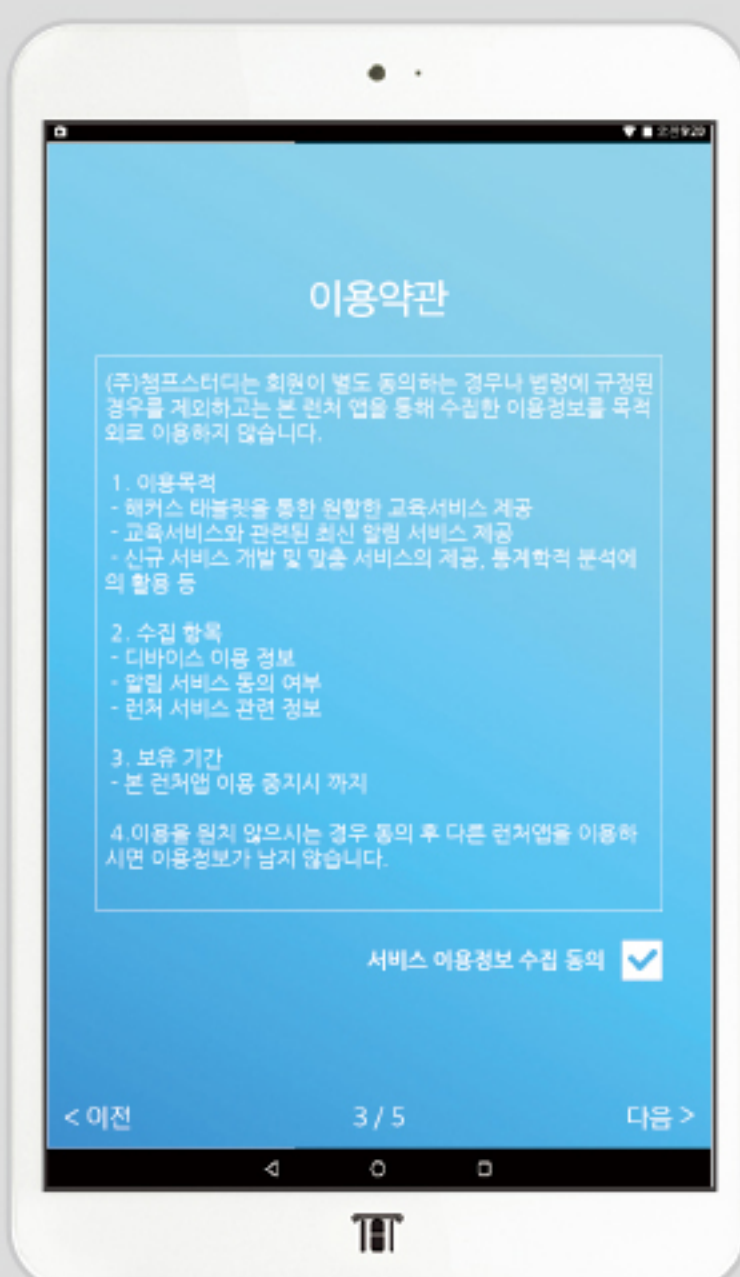 오전9:20
이용약관
(주)챔프스터디는 회원이 별도 동의하는 경우나 법령에 규정된
경우를 제외하고는 본 런처 앱을 통해 수집한 이용정보를 목적
외로 이용하지 않습니다.
1. 이용목적
- 해커스 태블릿을 통한 원할한 교육서비스 제공
- 교육서비스와 관련된 최신 알림 서비스 제공
- 신규 서비스 개발 및 맞춤 서비스의 제공, 통계학적 분석에
의 활용 등
2. 수집 항목
- 디바이스 이용 정보
- 알림 서비스 동의 여부
- 런처 서비스 관련 정보
3. 보유 기간
- 본 런처앱 이용 중지시 까지
4.이용을 원치 않으시는 경우 동의 후 다른 런처앱을 이용하
시면 이용정보가 남지 않습니다.
서비스 이용정보 수집 동의
< 이전
3 / 5
다음 >